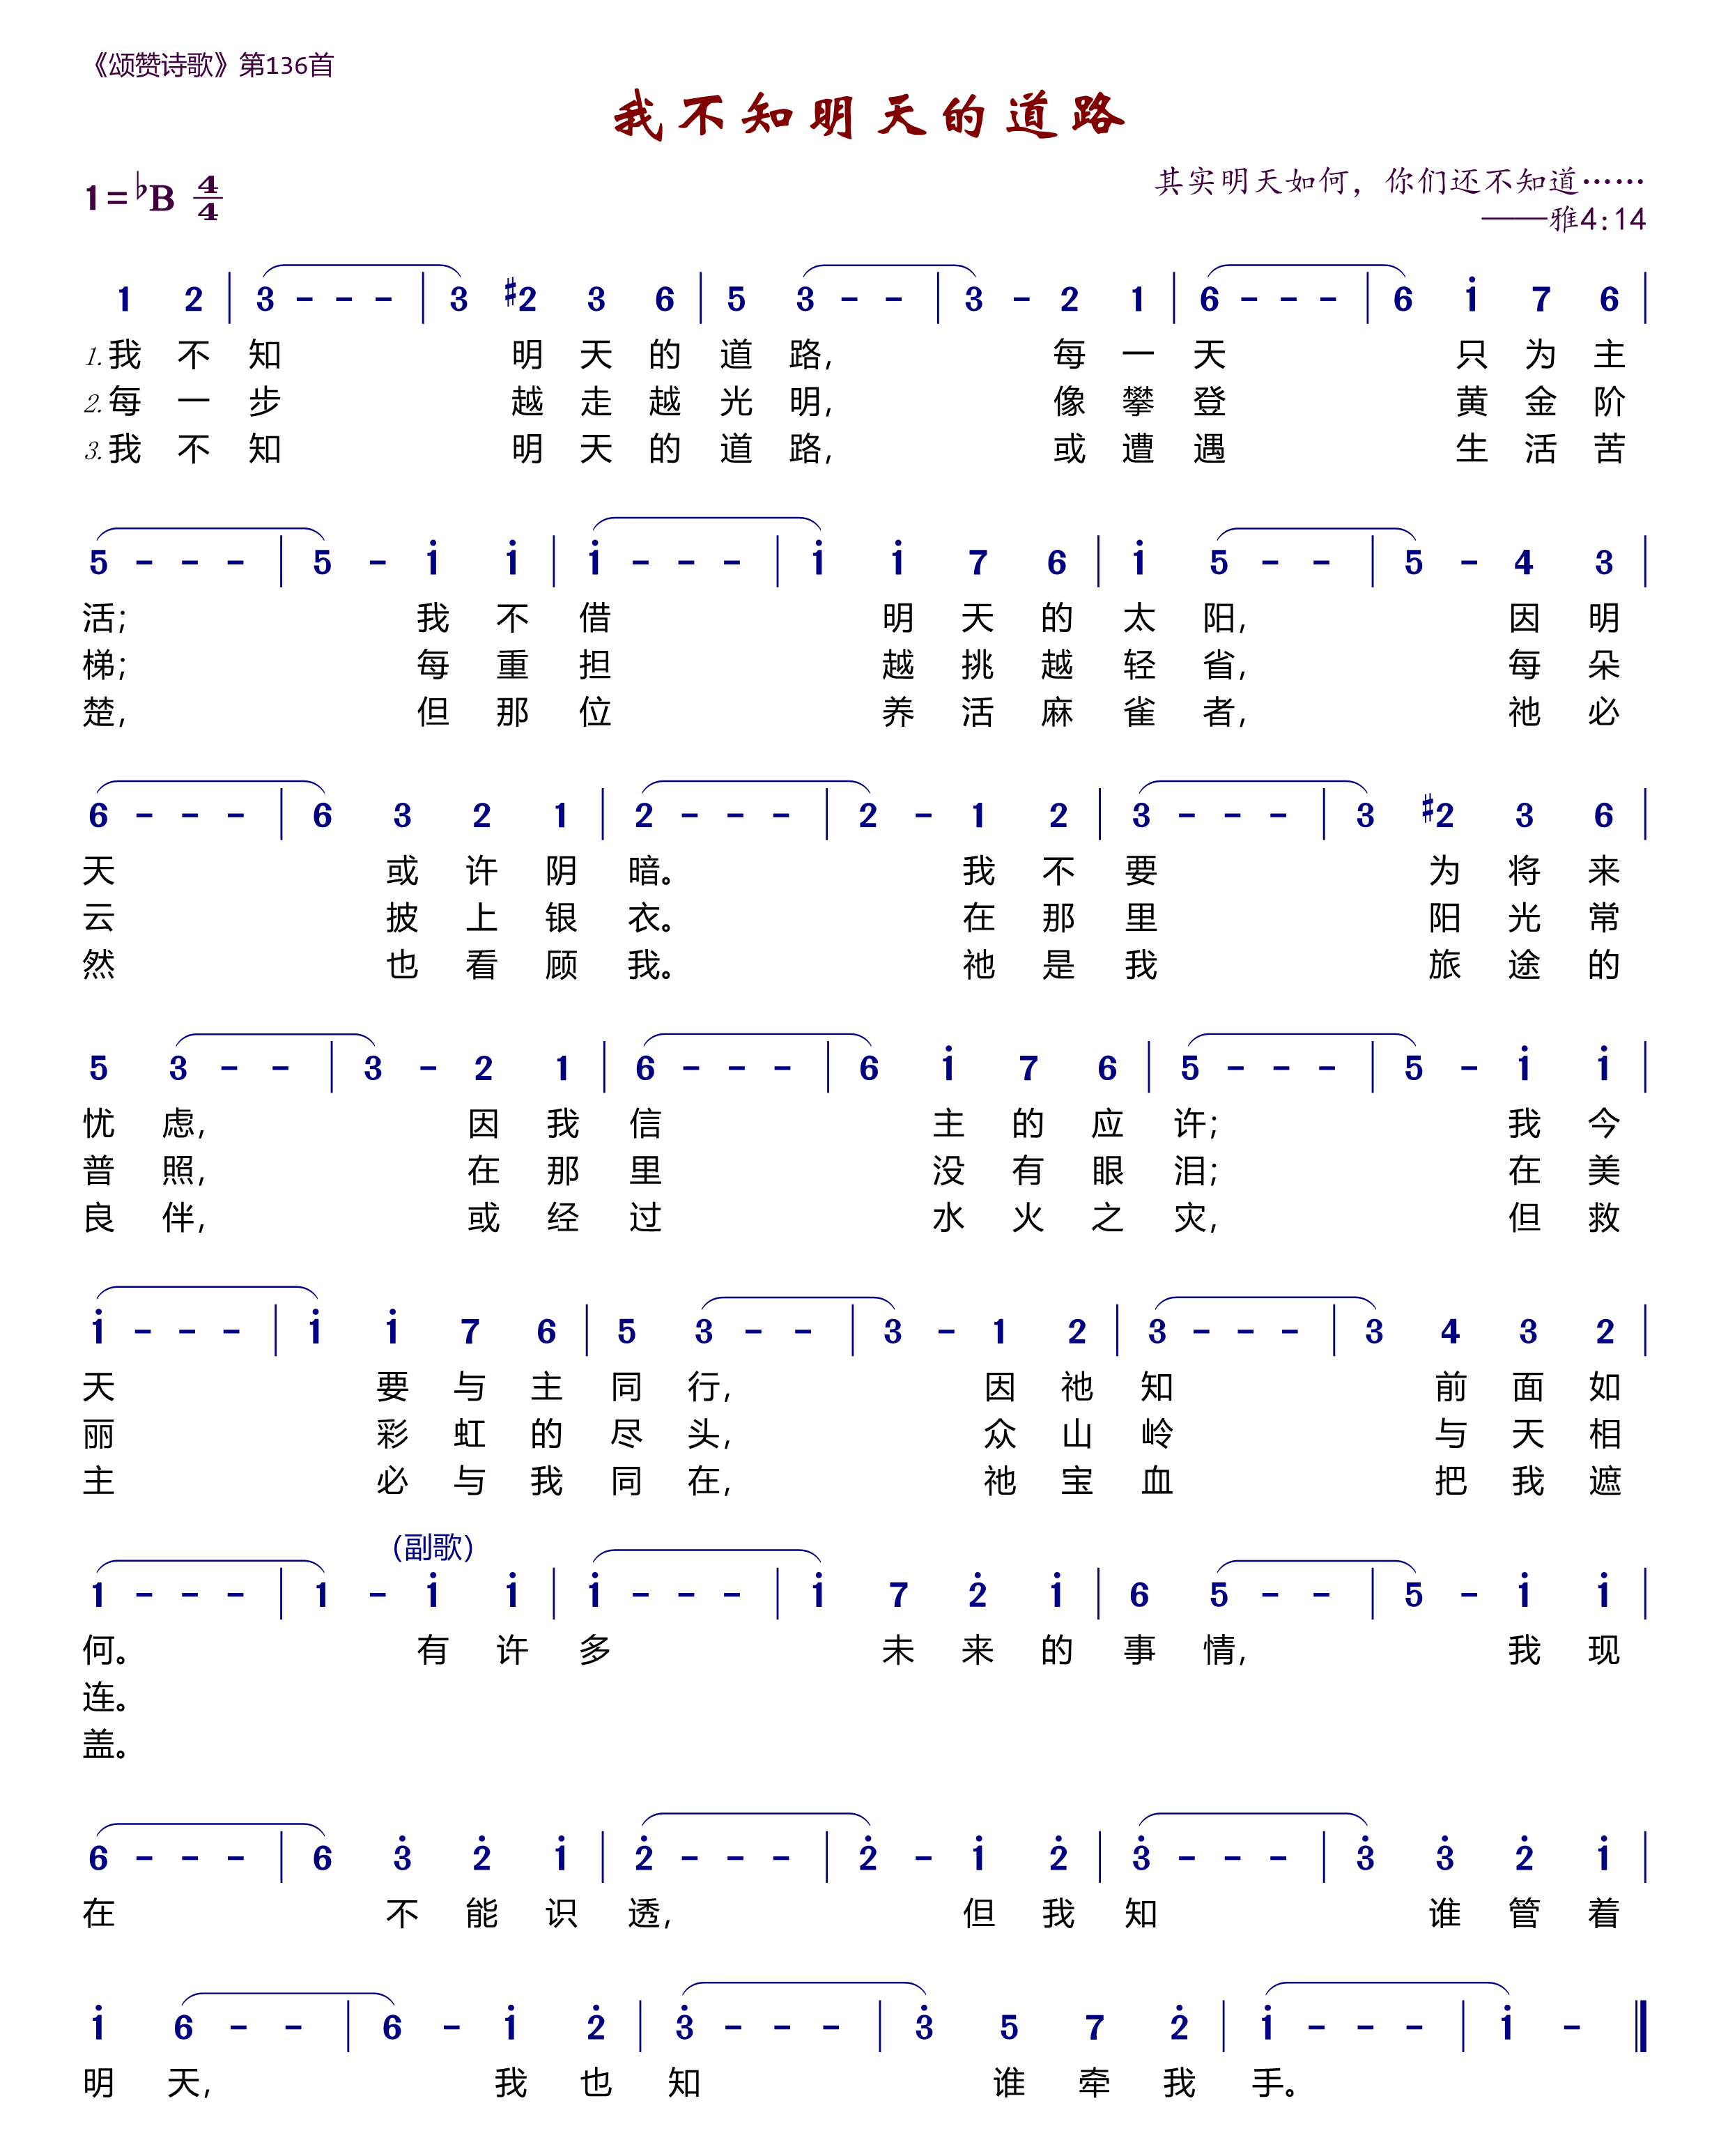 《颂赞诗歌》第136首
我不知明天的道路
1=♭B 4/4
其实明天如何，你们还不知道……
——雅4:14
1 2 | 3 - - - | 3 #2 3 6 | 5 3 - - | 3 - 2 1 | 6 - - - | 6 i 7 6 |
1.我 不 知 明 天 的 道 路, 每 一 天 只 为 主
2.每 一 步 越 走 越 光 明, 像 攀 登 黄 金 阶
3.我 不 知 明 天 的 道 路, 或 遭 遇 生 活 苦
5 - - - | 5 - i i | i - - - | i i 7 6 | i 5 - - | 5 - 4 3 |
活; 我 不 借 明 天 的 太 阳, 因 明
梯; 每 重 担 越 挑 越 轻 省, 每 朵
楚, 但 那 位 养 活 麻 雀 者, 祂 必
6 - - - | 6 3 2 1 | 2 - - - | 2 - 1 2 | 3 - - - | 3 #2 3 6 |
天 或 许 阴 暗。 我 不 要 为 将 来
云 披 上 银 衣。 在 那 里 阳 光 常
然 也 看 顾 我。 祂 是 我 旅 途 的
5 3 - - | 3 - 2 1 | 6 - - - | 6 i 7 6 | 5 - - - | 5 - i i |
忧 虑, 因 我 信 主 的 应 许; 我 今
普 照, 在 那 里 没 有 眼 泪; 在 美
良 伴, 或 经 过 水 火 之 灾, 但 救
i - - - | i i 7 6 | 5 3 - - | 3 - 1 2 | 3 - - - | 3 4 3 2 |
天 要 与 主 同 行, 因 祂 知 前 面 如
丽 彩 虹 的 尽 头, 众 山 岭 与 天 相
主 必 与 我 同 在, 祂 宝 血 把 我 遮
(副歌)
1 - - - | 1 - i i | i - - - | i 7 2̇ i | 6 5 - - | 5 - i i |
何。 有 许 多 未 来 的 事 情, 我 现
连。
盖。
6 - - - | 6 3̇ 2̇ i | 2̇ - - - | 2̇ - i 2̇ | 3̇ - - - | 3̇ 3̇ 2̇ i |
在 不 能 识 透, 但 我 知 谁 管 着
i 6 - - | 6 - i 2̇ | 3̇ - - - | 3̇ 5 7 2̇ | i - - - | i - ‖
明 天, 我 也 知 谁 牵 我 手。